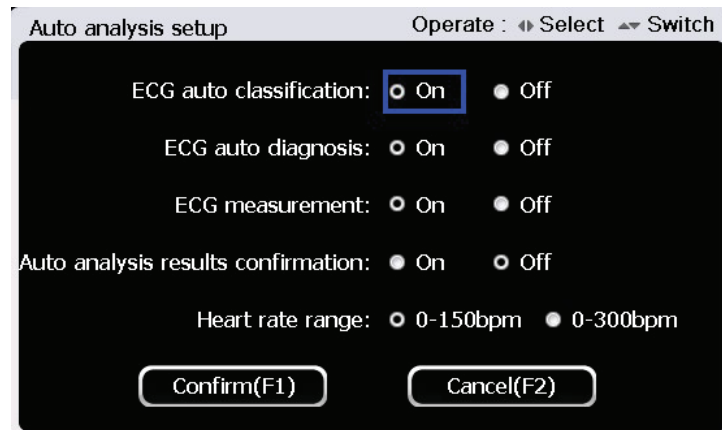 Auto analysis setup Operate : Select Switch
ECG auto classification: On Off
ECG auto diagnosis: On Off
ECG measurement: On Off
Auto analysis results confirmation: On Off
Heart rate range: 0-150bpm 0-300bpm
Confirm(F1) Cancel(F2)